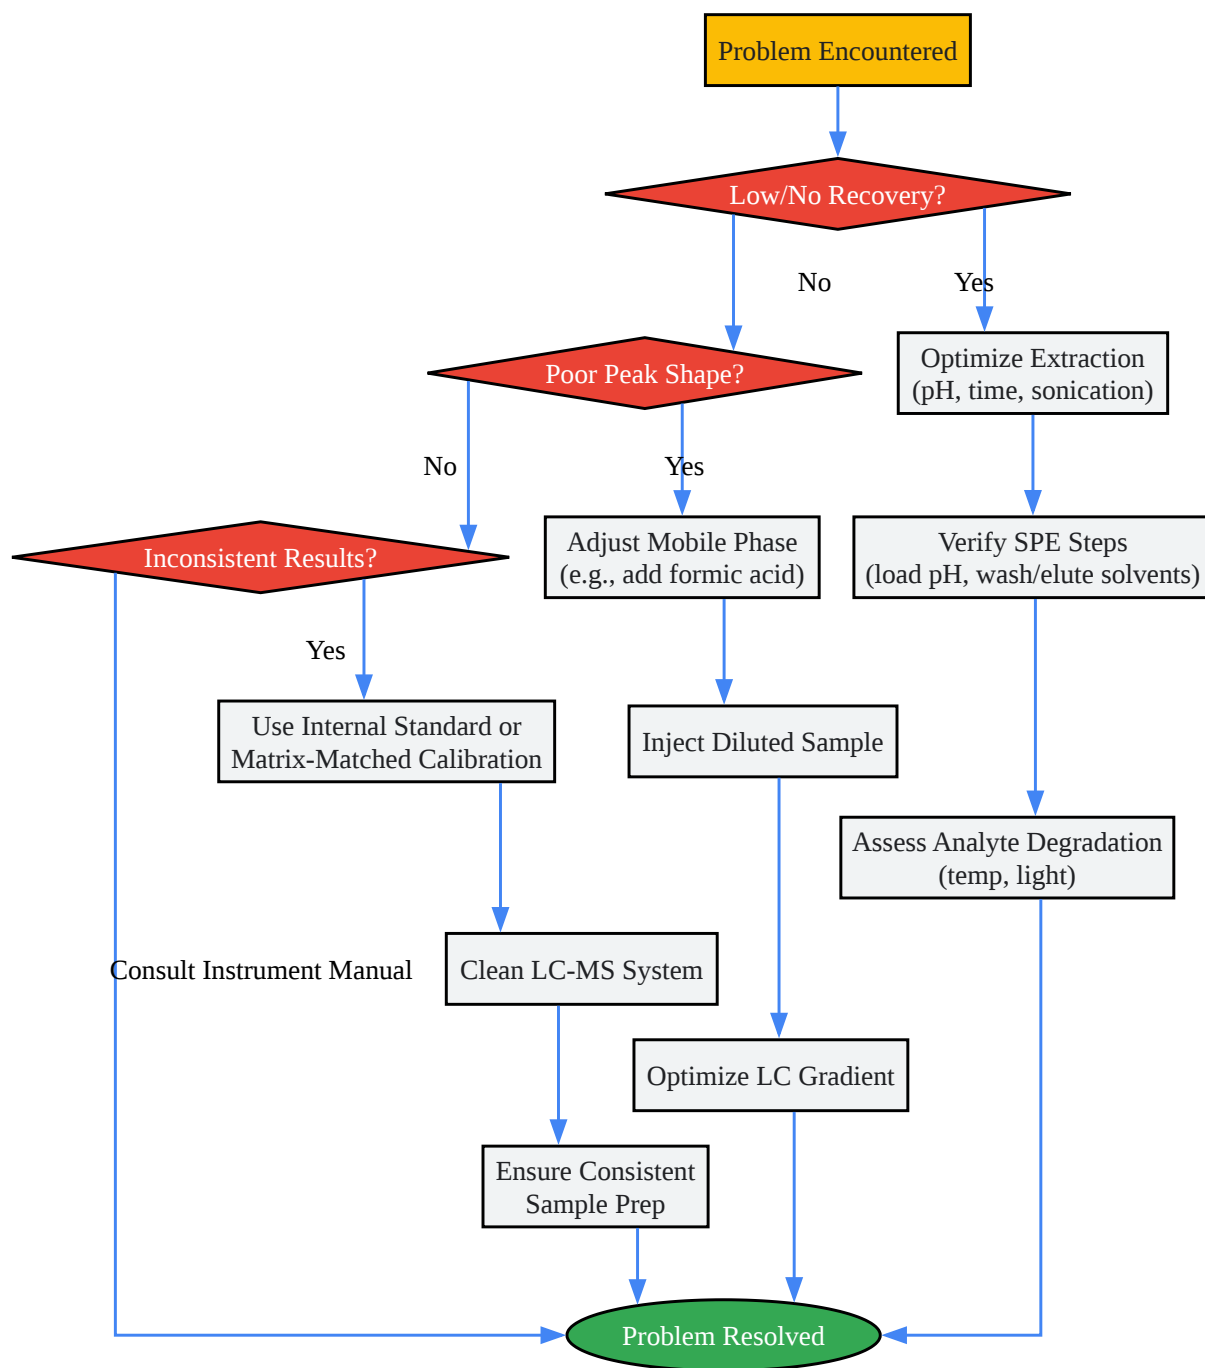 Problem Encountered
Low/No Recovery?
No
Yes
Optimize Extraction
(pH, time, sonication)
Poor Peak Shape?
No
Yes
Adjust Mobile Phase
(e.g., add formic acid)
Verify SPE Steps
(load pH, wash/elute solvents)
Inconsistent Results?
Yes
Use Internal Standard or
Matrix-Matched Calibration
Inject Diluted Sample
Assess Analyte Degradation
(temp, light)
Consult Instrument Manual
Clean LC-MS System
Optimize LC Gradient
Ensure Consistent
Sample Prep
Problem Resolved